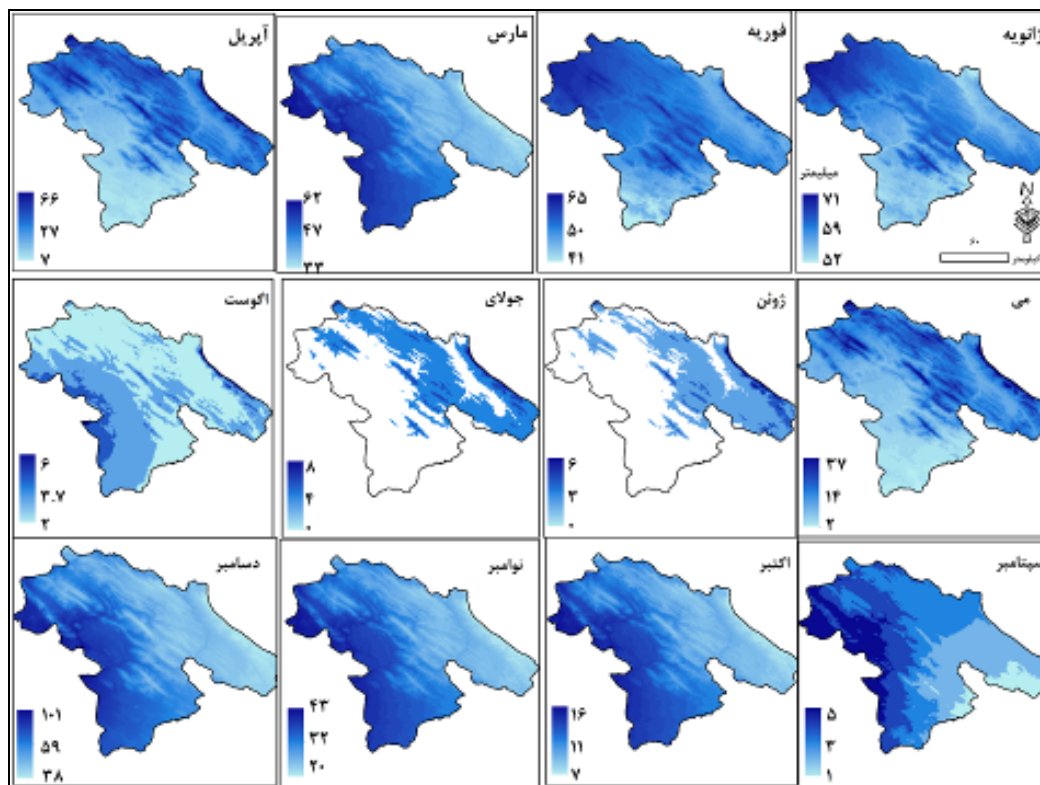 ژانویه
میلیمتر
۷۱
۵۹
۵۲
N
۶۰
کیلومتر
فوریه
۶۵
۵۰
۴۱
مارس
۶۲
۴۷
۳۳
آپریل
۶۶
۲۷
۷
می
۳۷
۱۴
۲
ژوئن
۶
۳
۰
جولای
۸
۴
۰
اگوست
۶
۳.۷
۲
سپتامبر
۵
۳
۱
اکتبر
۱۶
۱۱
۷
نوامبر
۴۳
۳۲
۲۰
دسامبر
۱۰۱
۵۹
۳۸